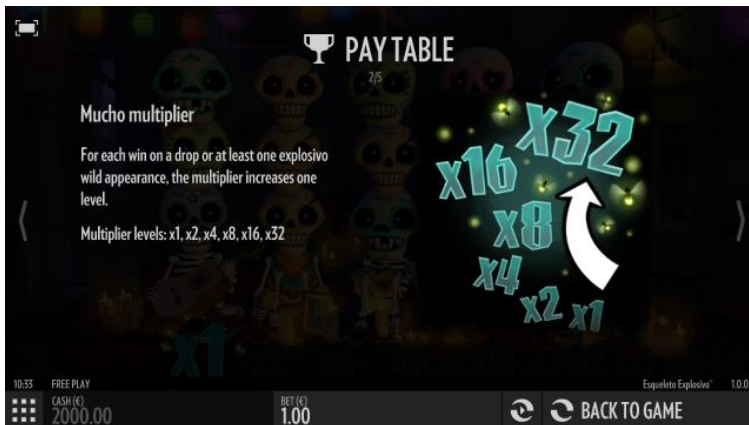 PAY TABLE
2/5
Mucho multiplier
For each win on a drop or at least one explosivo
wild appearance, the multiplier increases one
level.
Multiplier levels: x1, x2, x4, x8, x16, x32
x32
x16
x8
x4
x2 x1
x1
10:33 FREE PLAY
Esqueleto Explosivo™ 1.0.0
CASH (€)
2000.00
BET (€)
1.00
BACK TO GAME